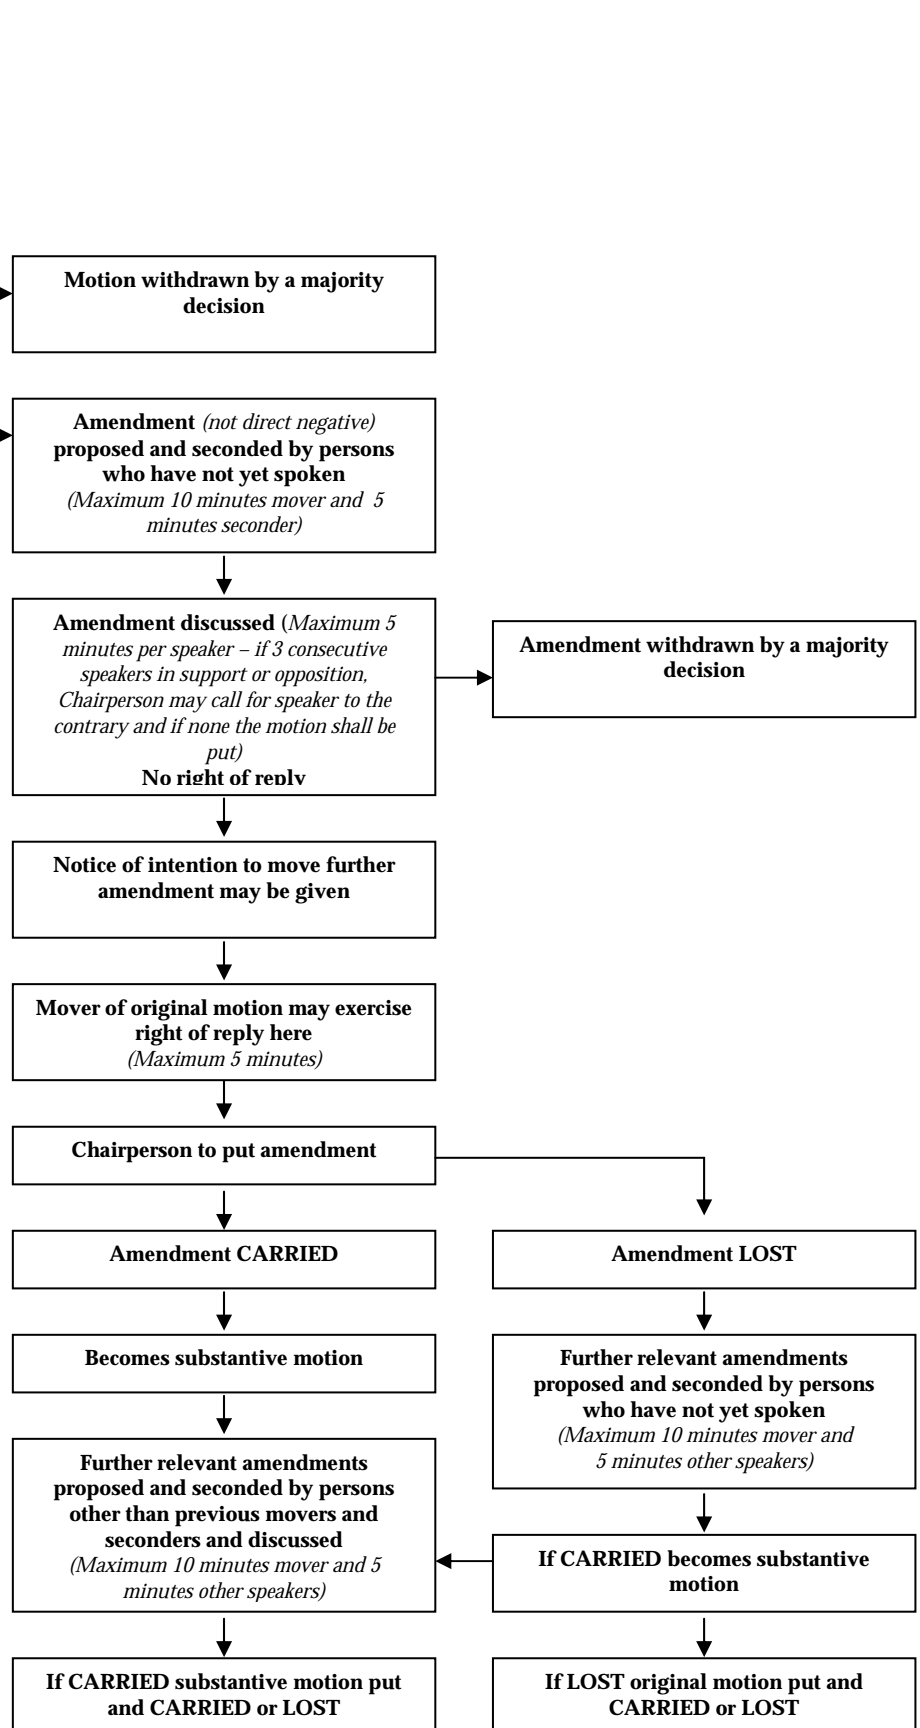 Motion withdrawn by a majority
decision
Amendment (not direct negative)
proposed and seconded by persons
who have not yet spoken
(Maximum 10 minutes mover and 5
minutes seconder)
Amendment discussed (Maximum 5
minutes per speaker – if 3 consecutive
speakers in support or opposition,
Chairperson may call for speaker to the
contrary and if none the motion shall be
put)
No right of reply
Amendment withdrawn by a majority
decision
Notice of intention to move further
amendment may be given
Mover of original motion may exercise
right of reply here
(Maximum 5 minutes)
Chairperson to put amendment
Amendment CARRIED
Amendment LOST
Becomes substantive motion
Further relevant amendments
proposed and seconded by persons
who have not yet spoken
(Maximum 10 minutes mover and
5 minutes other speakers)
Further relevant amendments
proposed and seconded by persons
other than previous movers and
seconders and discussed
(Maximum 10 minutes mover and 5
minutes other speakers)
If CARRIED becomes substantive
motion
If CARRIED substantive motion put
and CARRIED or LOST
If LOST original motion put and
CARRIED or LOST